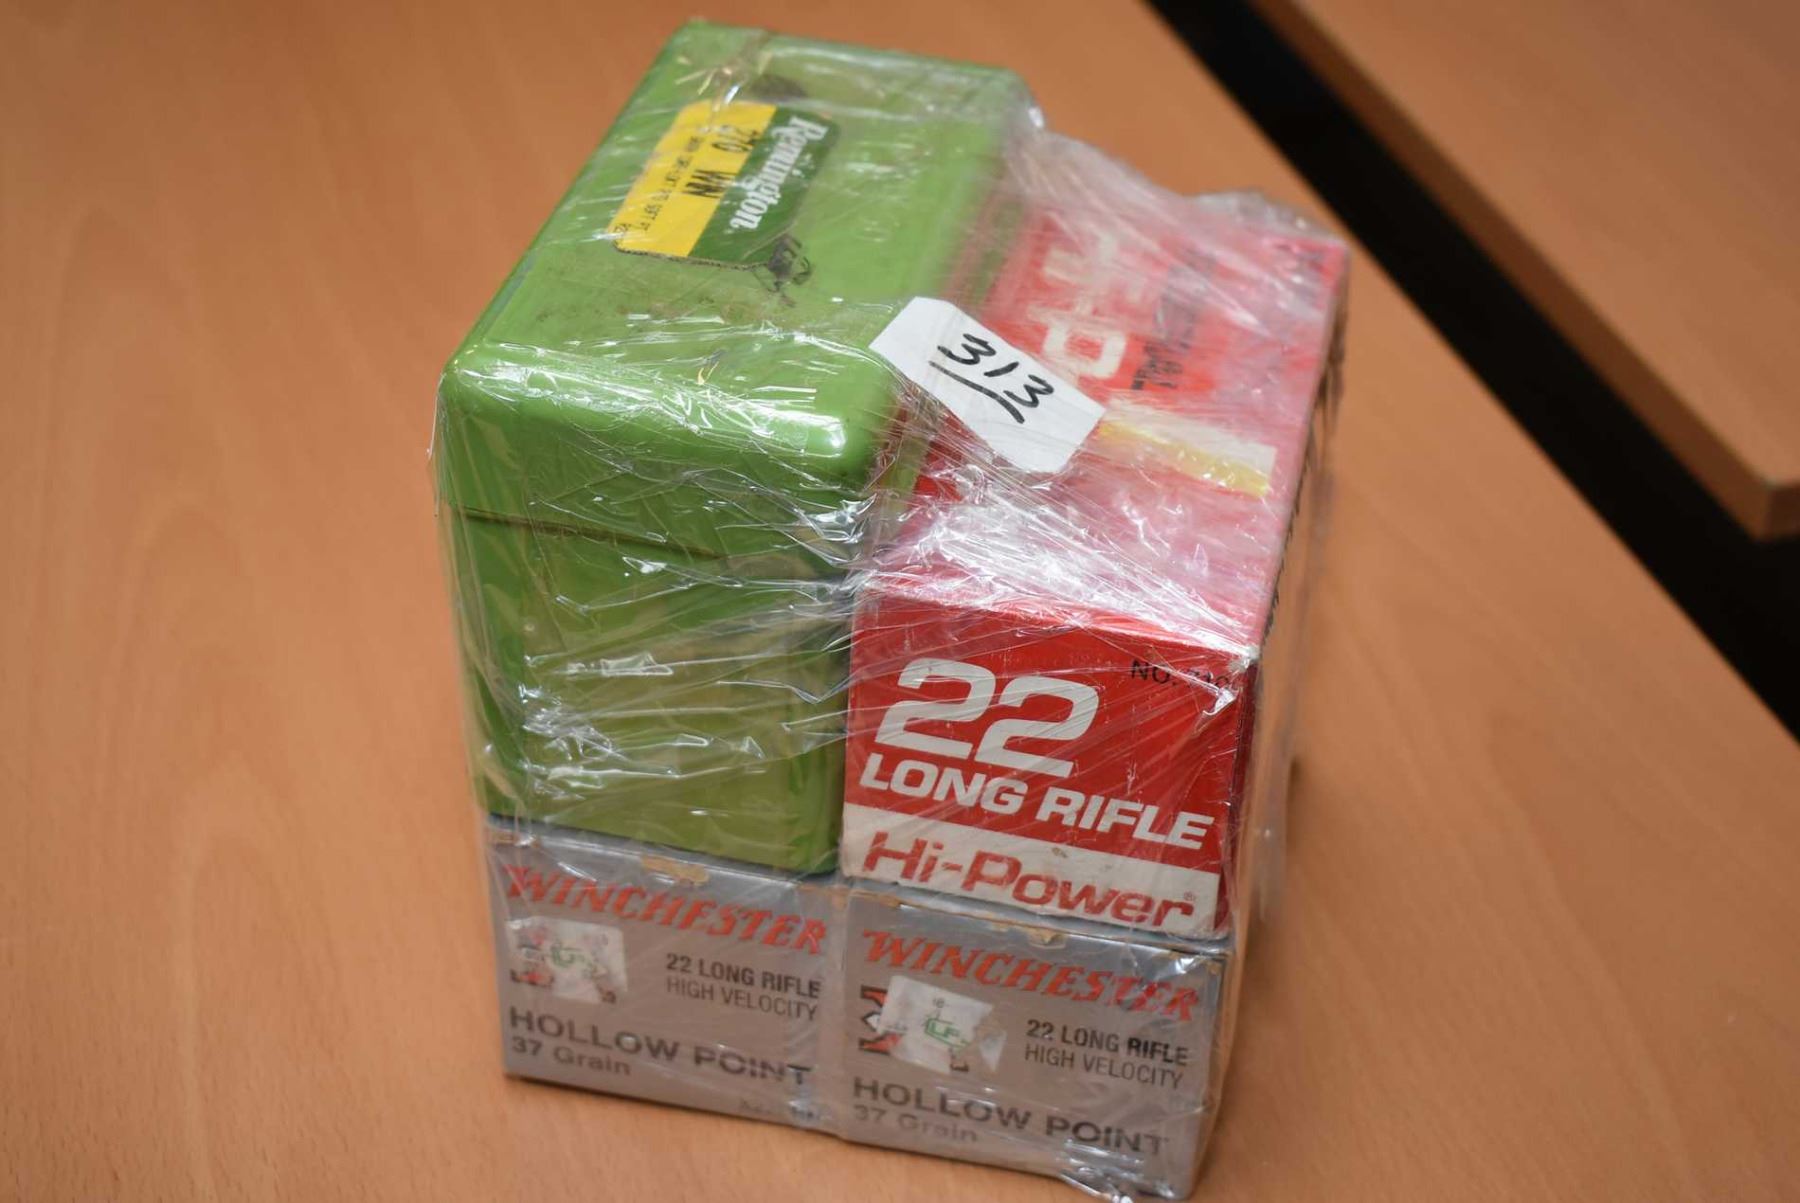 Remington
270 WIN
313
22
LONG RIFLE
Hi-Power®
WINCHESTER
22 LONG RIFLE
HIGH VELOCITY
HOLLOW POINT
37 Grain
WINCHESTER
22 LONG RIFLE
HIGH VELOCITY
HOLLOW POINT
37 Grain